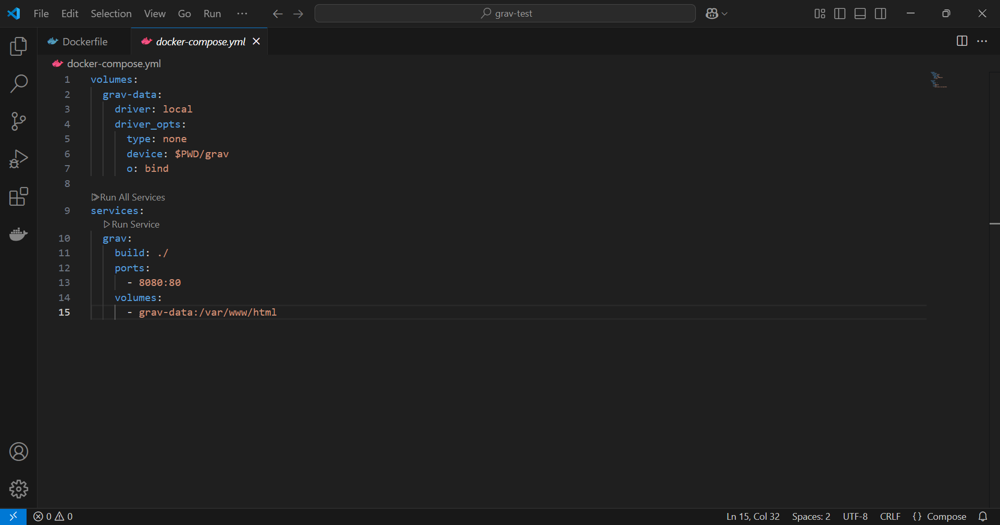 File Edit Selection View Go Run ··· grav-test
Dockerfile docker-compose.yml
docker-compose.yml
1 volumes:
2 grav-data:
3 driver: local
4 driver_opts:
5 type: none
6 device: $PWD/grav
7 o: bind
8
Run All Services
9 services:
Run Service
10 grav:
11 build: ./
12 ports:
13 - 8080:80
14 volumes:
15 - grav-data:/var/www/html
0 0 Ln 15, Col 32 Spaces: 2 UTF-8 CRLF {} Compose